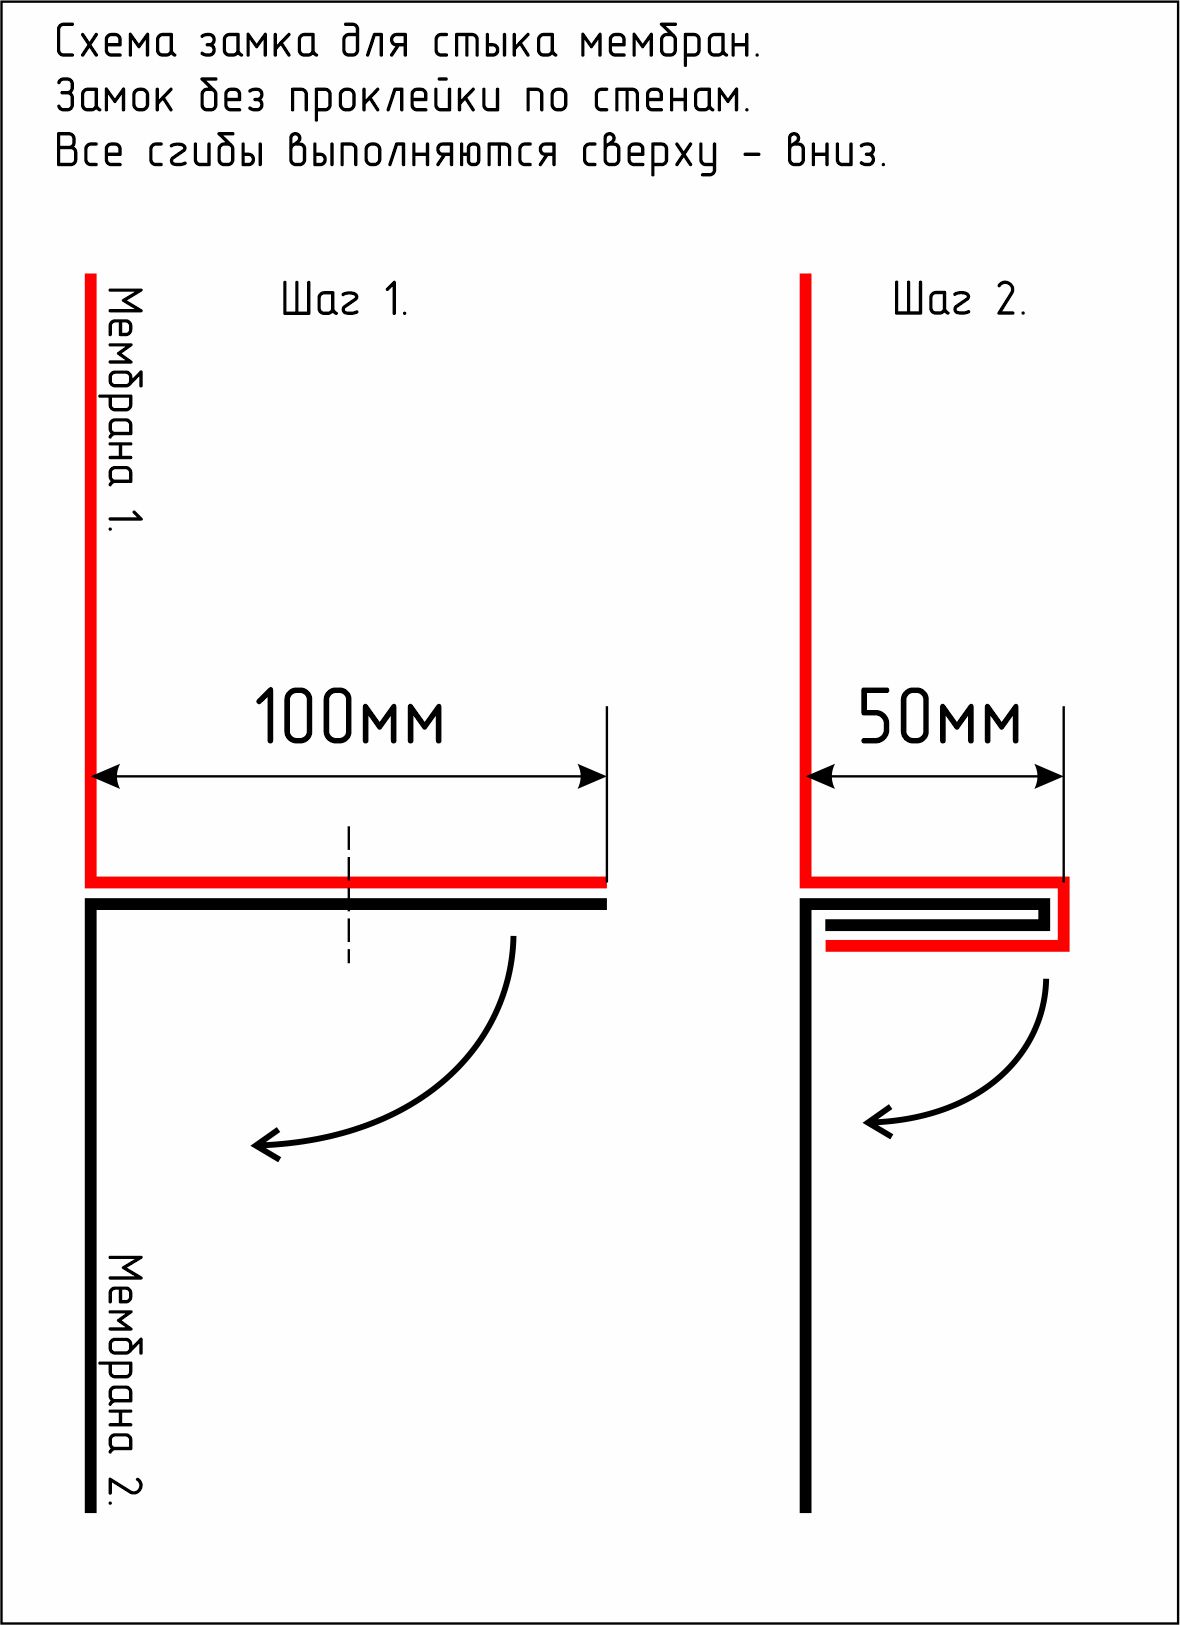 Схема замка для стыка мембран.
Замок без проклейки по стенам.
Все сгибы выполняются сверху - вниз.
Шаг 1.
Шаг 2.
Мембрана 1.
100мм
50мм
Мембрана 2.